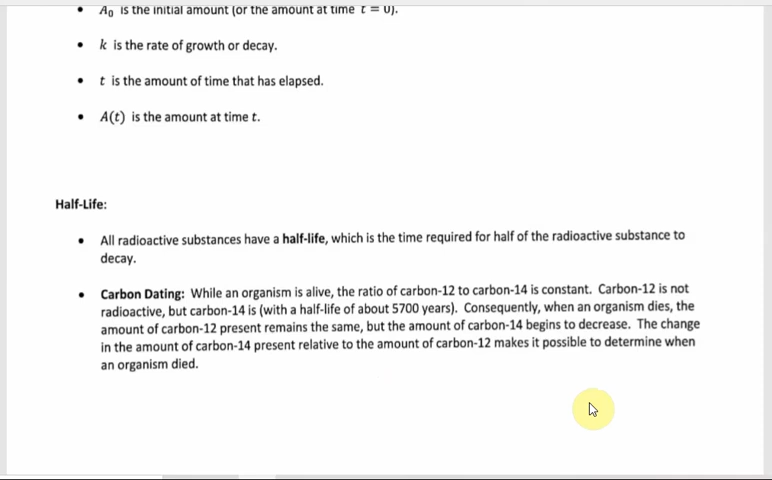 • A₀ is the initial amount (or the amount at time t = 0).
• k is the rate of growth or decay.
• t is the amount of time that has elapsed.
• A(t) is the amount at time t.
Half-Life:
• All radioactive substances have a half-life, which is the time required for half of the radioactive substance to
decay.
• Carbon Dating: While an organism is alive, the ratio of carbon-12 to carbon-14 is constant. Carbon-12 is not
radioactive, but carbon-14 is (with a half-life of about 5700 years). Consequently, when an organism dies, the
amount of carbon-12 present remains the same, but the amount of carbon-14 begins to decrease. The change
in the amount of carbon-14 present relative to the amount of carbon-12 makes it possible to determine when
an organism died.